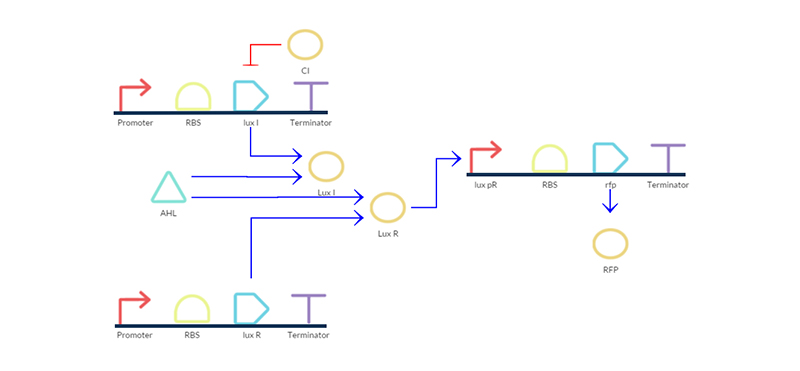 CI
Promoter RBS lux I Terminator
lux pR RBS rfp Terminator
Lux I
AHL
Lux R
RFP
Promoter RBS lux R Terminator